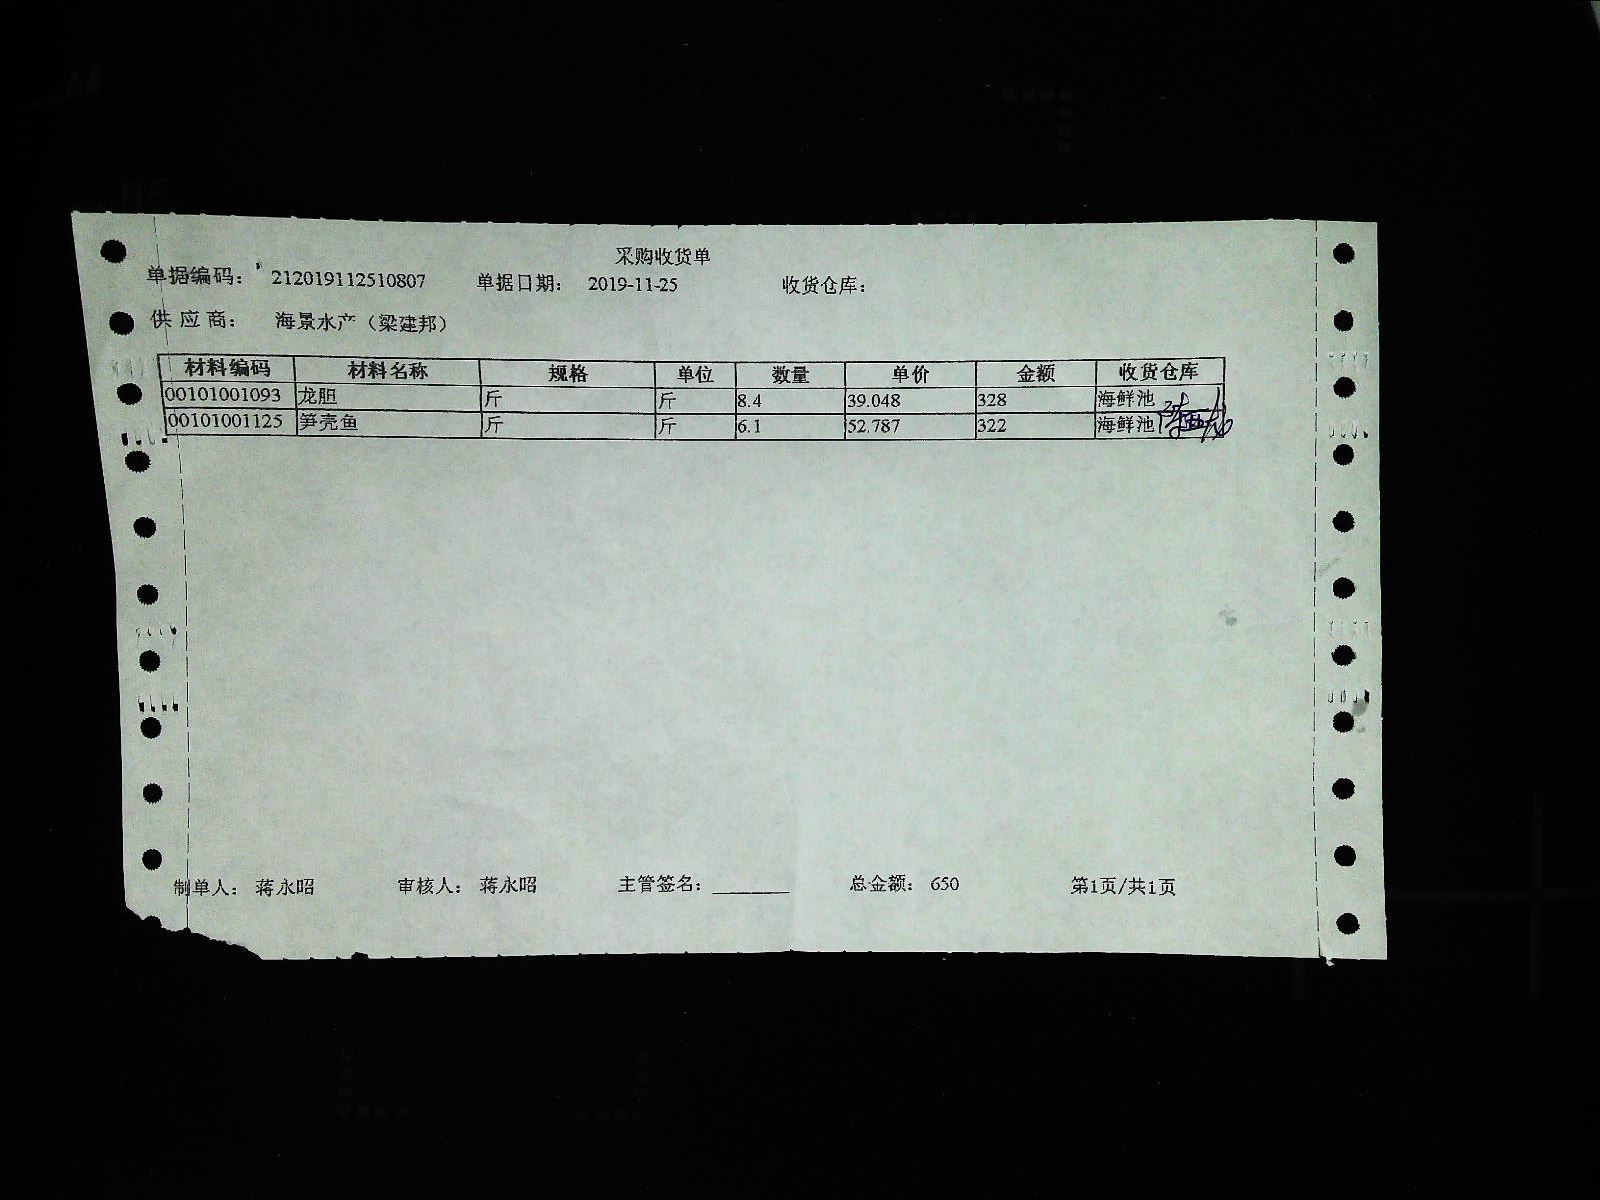 采购收货单
单据编码： 212019112510807 单据日期： 2019-11-25 收货仓库：
供 应 商： 海景水产（梁建邦）
材料编码 材料名称 规格 单位 数量 单价 金额 收货仓库
00101001093 龙胆 斤 斤 8.4 39.048 328 海鲜池
00101001125 笋壳鱼 斤 斤 6.1 52.787 322 海鲜池
制单人： 蒋永昭 审核人： 蒋永昭 主管签名：________ 总金额： 650 第1页/共1页